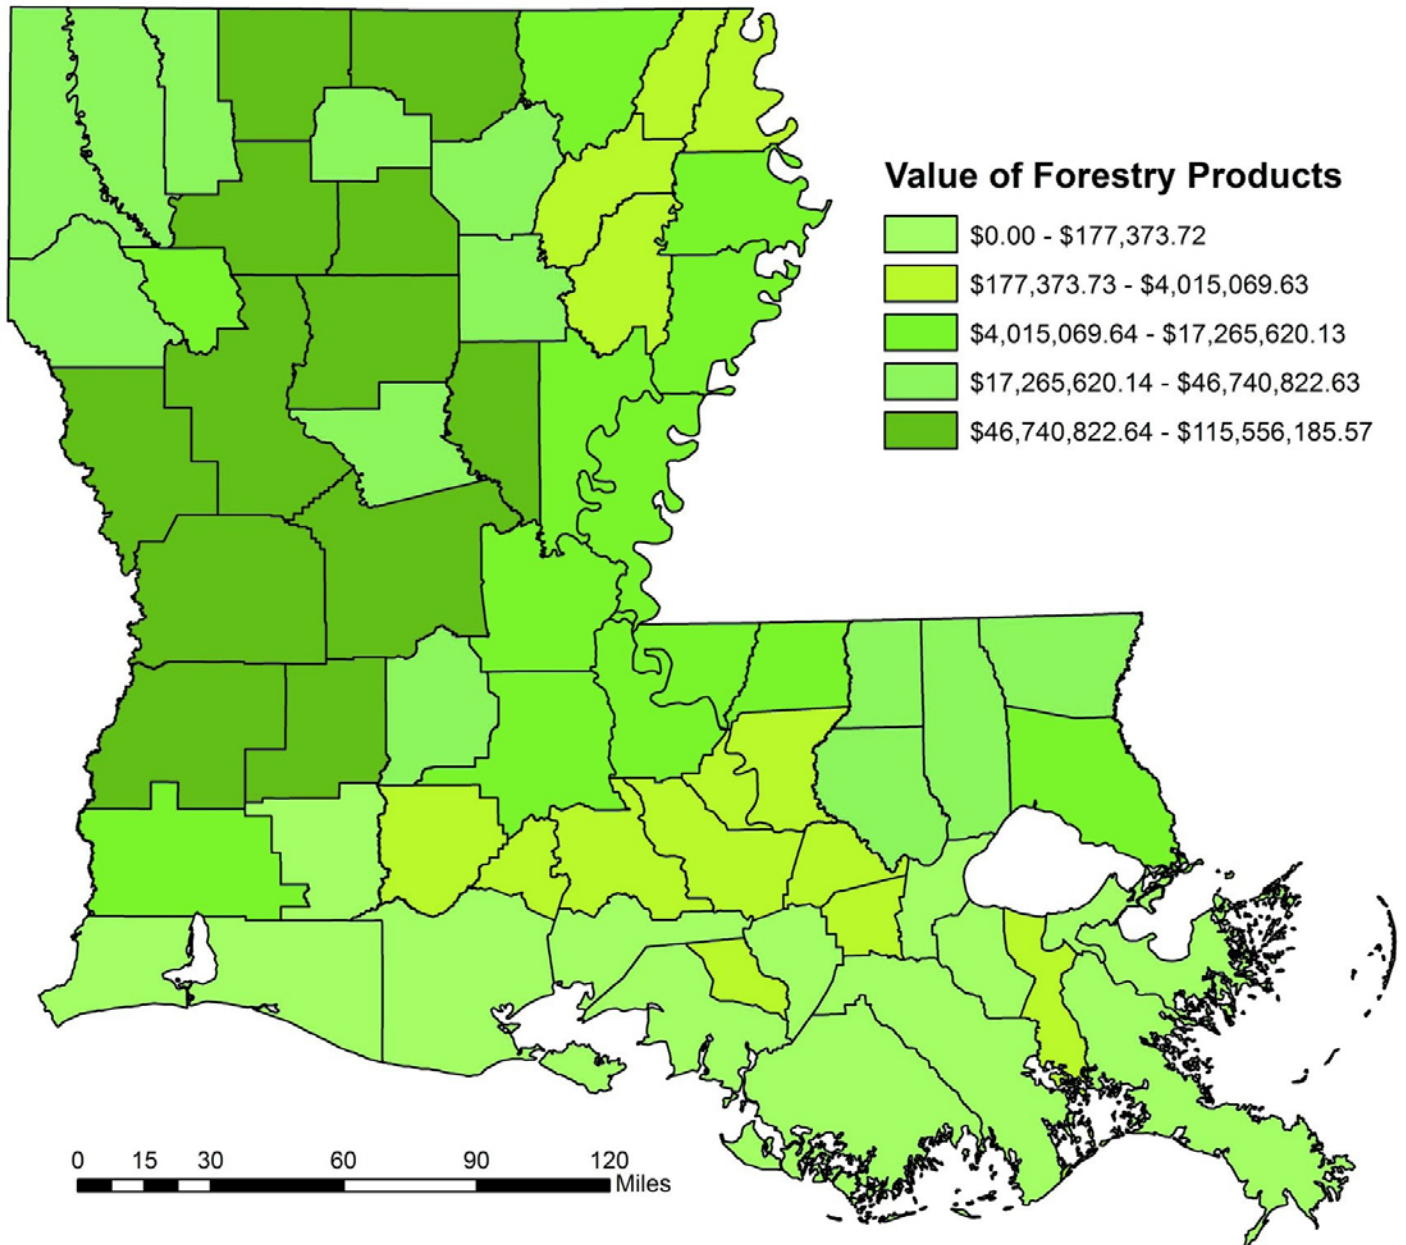 Value of Forestry Products
$0.00 - $177,373.72
$177,373.73 - $4,015,069.63
$4,015,069.64 - $17,265,620.13
$17,265,620.14 - $46,740,822.63
$46,740,822.64 - $115,556,185.57
0 15 30 60 90 120
Miles